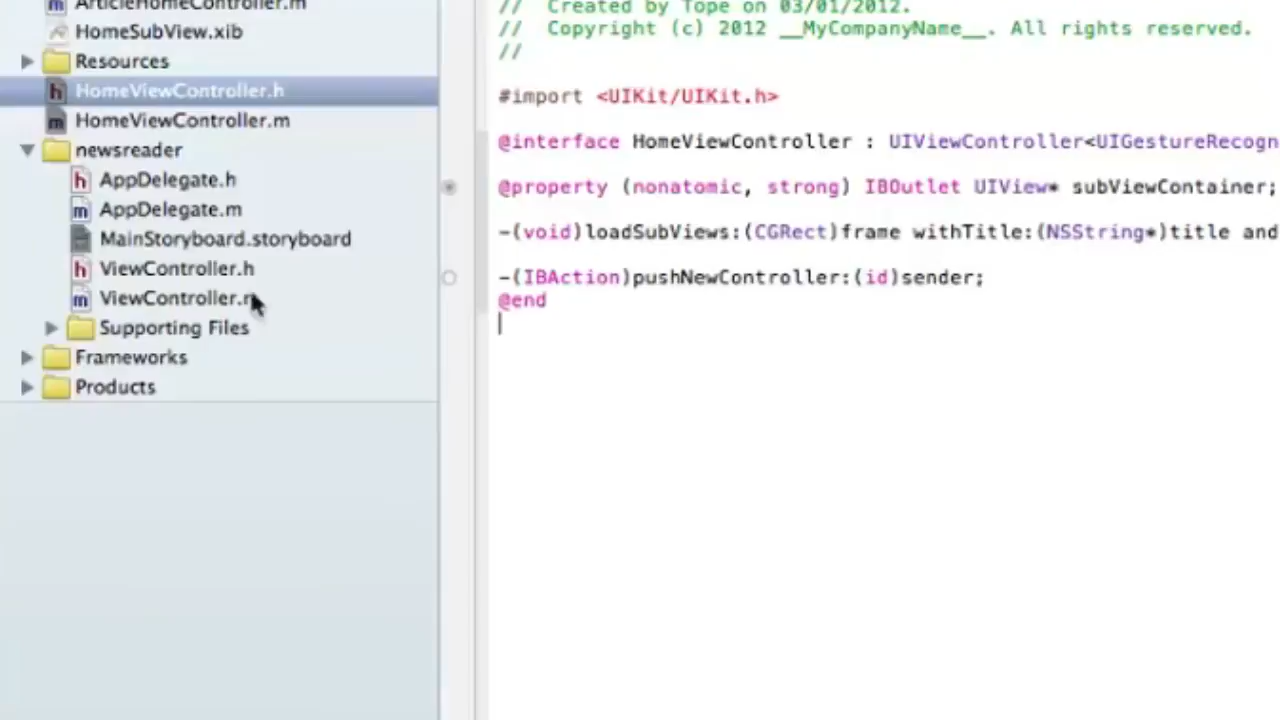 ArticleHomeController.m
HomeSubView.xib
Resources
HomeViewController.h
HomeViewController.m
newsreader
AppDelegate.h
AppDelegate.m
MainStoryboard.storyboard
ViewController.h
ViewController.m
Supporting Files
Frameworks
Products
// Created by Tope on 03/01/2012.
// Copyright (c) 2012 __MyCompanyName__. All rights reserved.
//
#import <UIKit/UIKit.h>
@interface HomeViewController : UIViewController<UIGestureRecogn
@property (nonatomic, strong) IBOutlet UIView* subViewContainer;
-(void)loadSubViews:(CGRect)frame withTitle:(NSString*)title and
-(IBAction)pushNewController:(id)sender;
@end